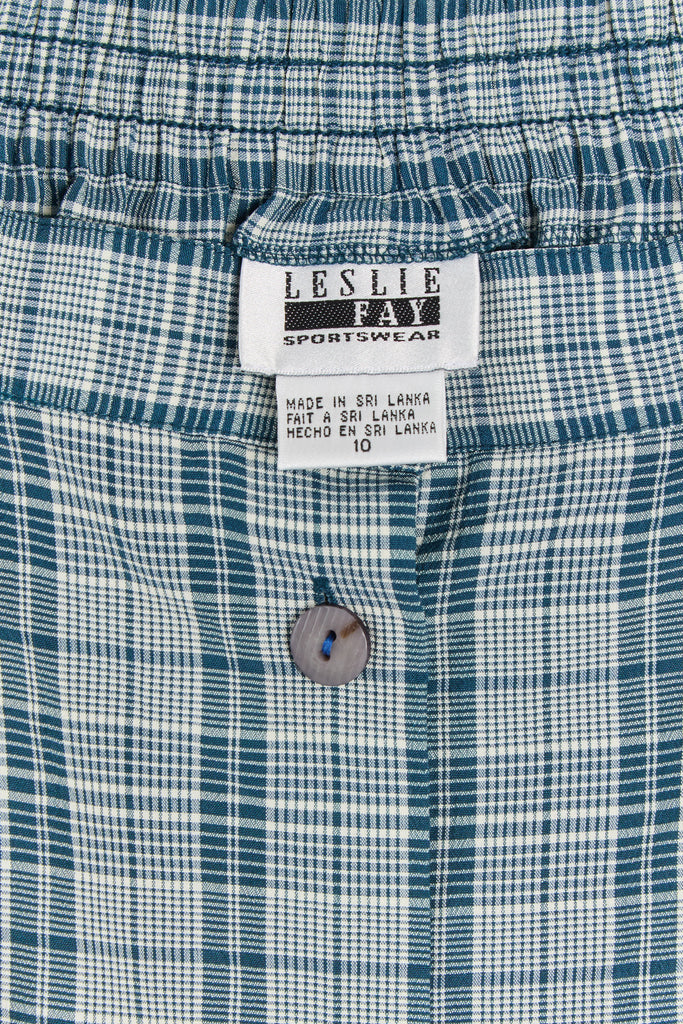 LESLIE
FAY
SPORTSWEAR
MADE IN SRI LANKA
FAIT A SRI LANKA
HECHO EN SRI LANKA
10